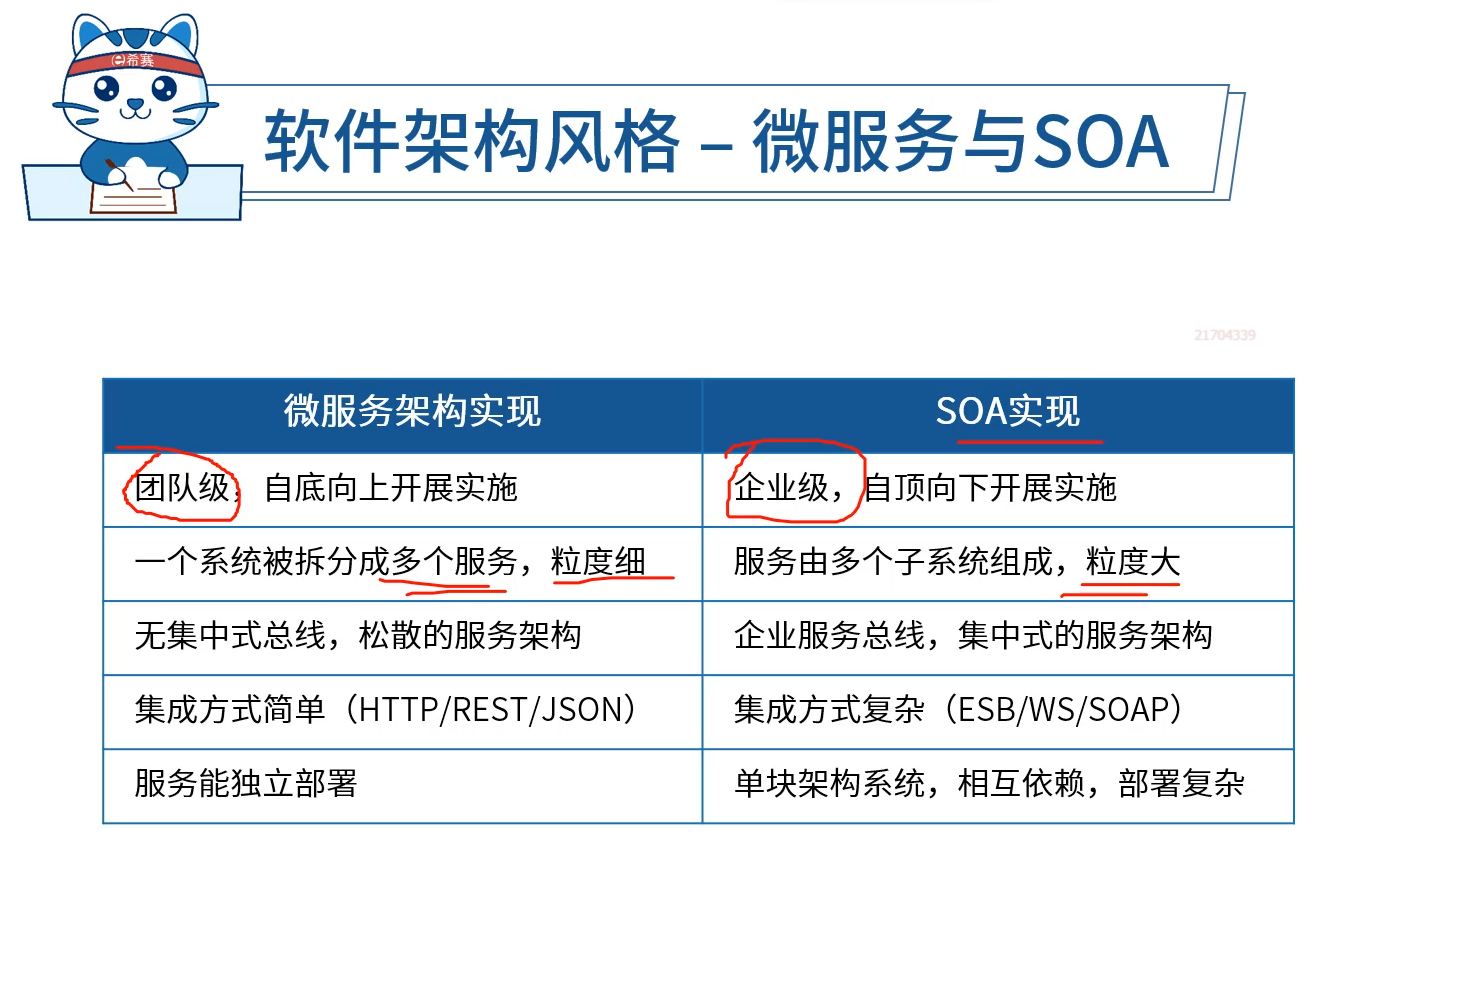 e希赛
软件架构风格 – 微服务与SOA
21704339
微服务架构实现
SOA实现
团队级，自底向上开展实施
企业级，自顶向下开展实施
一个系统被拆分成多个服务，粒度细
服务由多个子系统组成，粒度大
无集中式总线，松散的服务架构
企业服务总线，集中式的服务架构
集成方式简单（HTTP/REST/JSON）
集成方式复杂（ESB/WS/SOAP）
服务能独立部署
单块架构系统，相互依赖，部署复杂